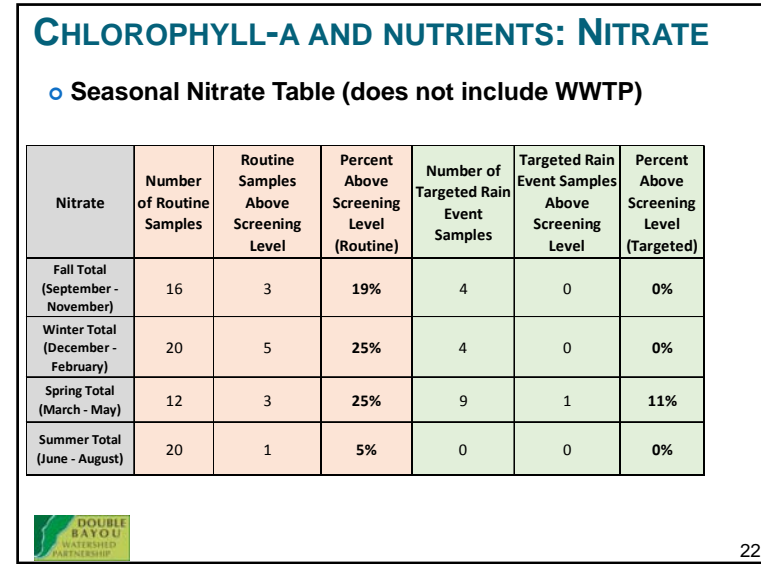 CHLOROPHYLL-A AND NUTRIENTS: NITRATE
Seasonal Nitrate Table (does not include WWTP)
Nitrate
Number
of Routine
Samples
Routine
Samples
Above
Screening
Level
Percent
Above
Screening
Level
(Routine)
Number of
Targeted Rain
Event
Samples
Targeted Rain
Event Samples
Above
Screening
Level
Percent
Above
Screening
Level
(Targeted)
Fall Total
(September -
November)
16
3
19%
4
0
0%
Winter Total
(December -
February)
20
5
25%
4
0
0%
Spring Total
(March - May)
12
3
25%
9
1
11%
Summer Total
(June - August)
20
1
5%
0
0
0%
DOUBLE
BAYOU
WATERSHED
PARTNERSHIP
22